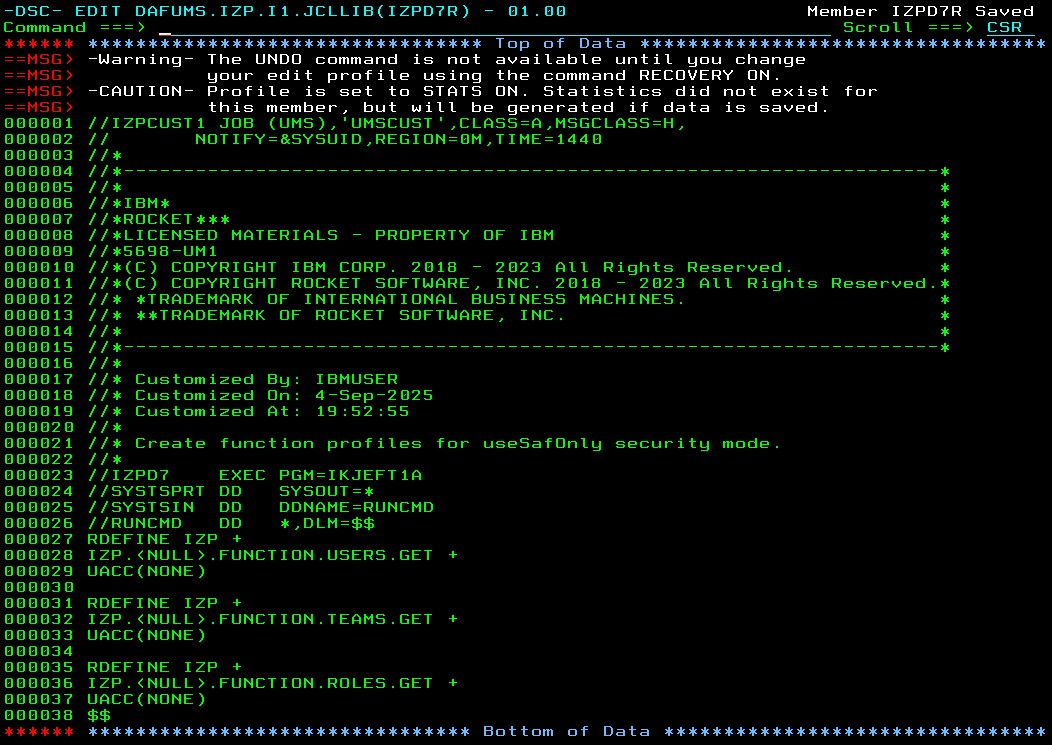 -DSC- EDIT DAFUMS.IZP.I1.JCLLIB(IZPD7R) - 01.00                    Member IZPD7R Saved
Command ===>                                                        Scroll ===> CSR
****** ********************************* Top of Data **********************************
==MSG> -Warning- The UNDO command is not available until you change
==MSG>           your edit profile using the command RECOVERY ON.
==MSG> -CAUTION- Profile is set to STATS ON. Statistics did not exist for
==MSG>           this member, but will be generated if data is saved.
000001 //IZPCUST1 JOB (UMS),'UMSCUST',CLASS=A,MSGCLASS=H,
000002 //       NOTIFY=&SYSUID,REGION=0M,TIME=1440
000003 //*
000004 //*---------------------------------------------------------------------*
000005 //*                                                                     *
000006 //*IBM*                                                                 *
000007 //*ROCKET***                                                            *
000008 //*LICENSED MATERIALS - PROPERTY OF IBM                                 *
000009 //*5698-UM1                                                             *
000010 //*(C) COPYRIGHT IBM CORP. 2018 - 2023 All Rights Reserved.             *
000011 //*(C) COPYRIGHT ROCKET SOFTWARE, INC. 2018 - 2023 All Rights Reserved.*
000012 //* *TRADEMARK OF INTERNATIONAL BUSINESS MACHINES.                      *
000013 //* **TRADEMARK OF ROCKET SOFTWARE, INC.                                *
000014 //*                                                                     *
000015 //*---------------------------------------------------------------------*
000016 //*
000017 //* Customized By: IBMUSER
000018 //* Customized On: 4-Sep-2025
000019 //* Customized At: 19:52:55
000020 //*
000021 //* Create function profiles for useSafOnly security mode.
000022 //*
000023 //IZPD7    EXEC PGM=IKJEFT1A
000024 //SYSTSPRT DD   SYSOUT=*
000025 //SYSTSIN  DD   DDNAME=RUNCMD
000026 //RUNCMD   DD   *,DLM=$$
000027 RDEFINE IZP +
000028 IZP.<NULL>.FUNCTION.USERS.GET +
000029 UACC(NONE)
000030
000031 RDEFINE IZP +
000032 IZP.<NULL>.FUNCTION.TEAMS.GET +
000033 UACC(NONE)
000034
000035 RDEFINE IZP +
000036 IZP.<NULL>.FUNCTION.ROLES.GET +
000037 UACC(NONE)
000038 $$
****** ******************************** Bottom of Data ********************************